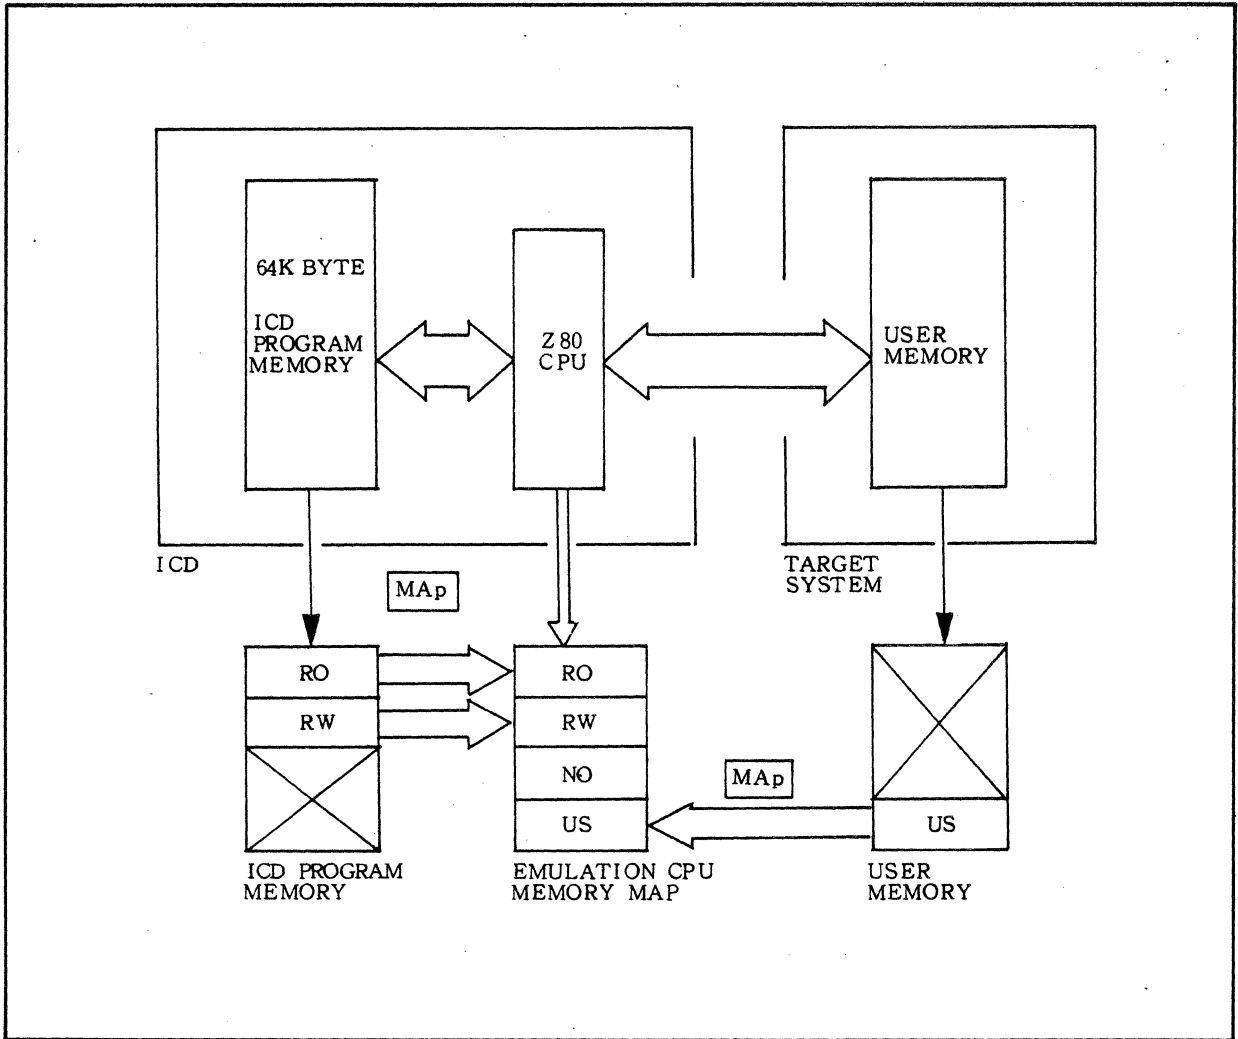 64K BYTE
ICD
PROGRAM
MEMORY
Z80
CPU
USER
MEMORY
ICD
TARGET
SYSTEM
MAp
RO
RW
RO
RW
NO
US
MAp
US
ICD PROGRAM
MEMORY
EMULATION CPU
MEMORY MAP
USER
MEMORY